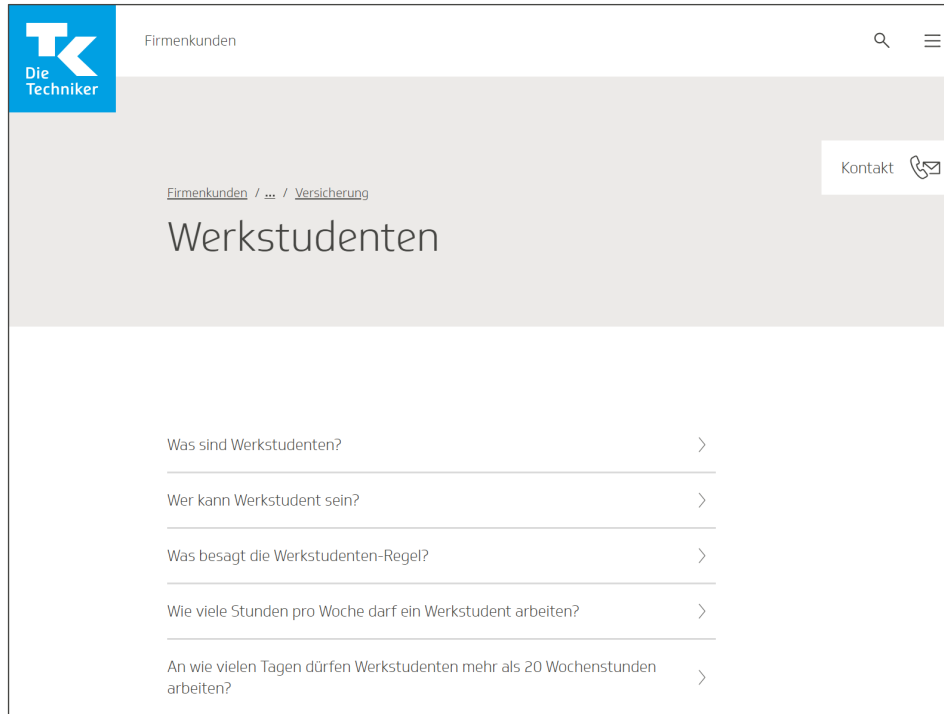 Die
Techniker
Firmenkunden
Kontakt
Firmenkunden / ... / Versicherung
Werkstudenten
Was sind Werkstudenten?
Wer kann Werkstudent sein?
Was besagt die Werkstudenten-Regel?
Wie viele Stunden pro Woche darf ein Werkstudent arbeiten?
An wie vielen Tagen dürfen Werkstudenten mehr als 20 Wochenstunden
arbeiten?